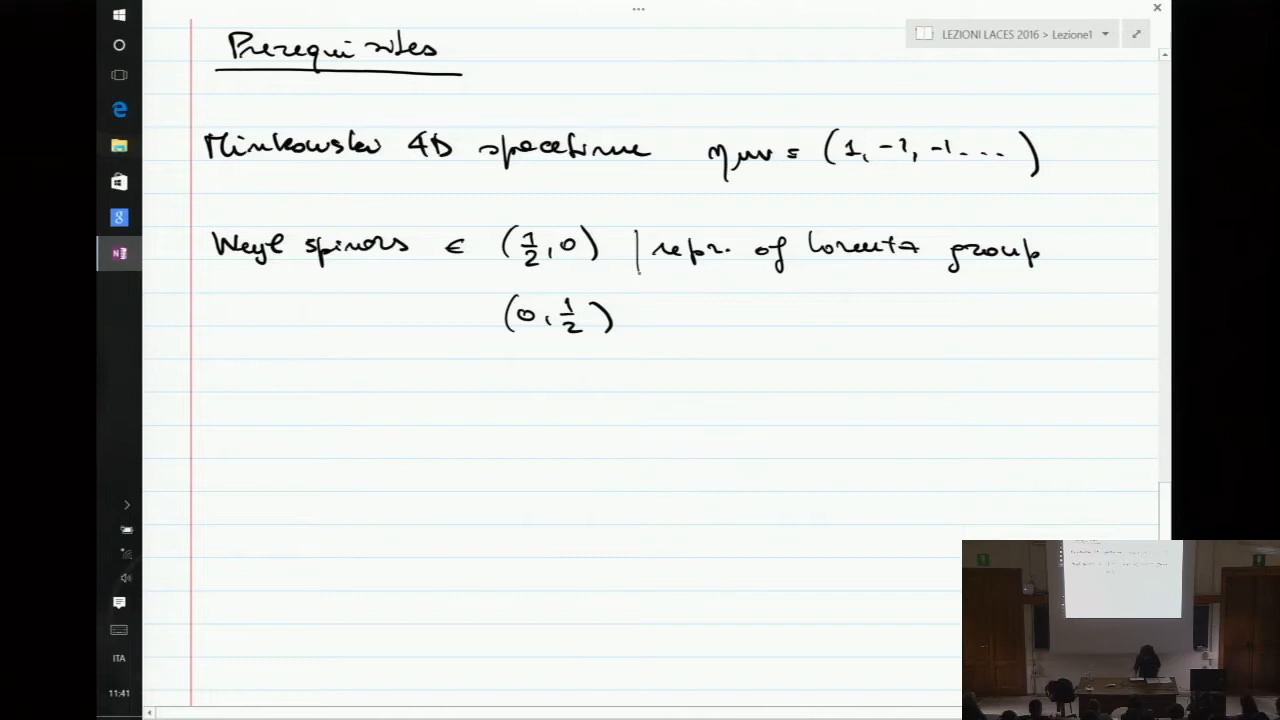 LEZIONI LACES 2016 > Lezione1
Prerequisites
Minkowski 4D spacetime ημν = (1, -1, -1 ... )
Weyl spinors ∈ (1/2, 0) | repr. of Lorentz group
(0, 1/2)
ITA
11:41